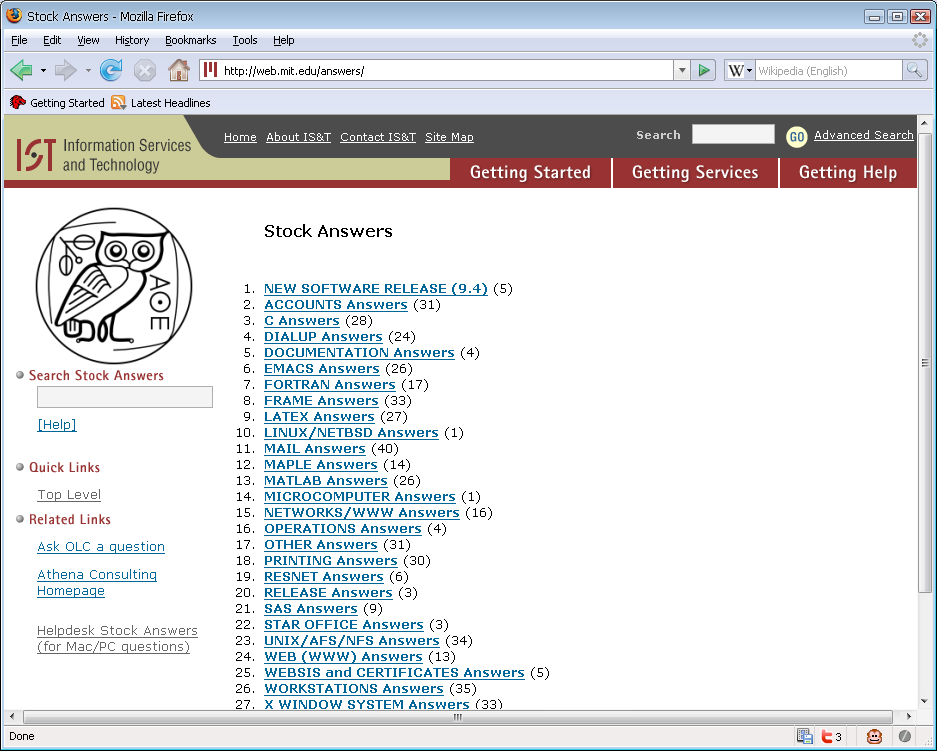 Stock Answers - Mozilla Firefox
File Edit View History Bookmarks Tools Help
http://web.mit.edu/answers/
W
Wikipedia (English)
Getting Started Latest Headlines
IST Information Services and Technology
Home About IS&T Contact IS&T Site Map
Search GO Advanced Search
Getting Started Getting Services Getting Help
ΑΘΕ
Search Stock Answers
[Help]
Quick Links
Top Level
Related Links
Ask OLC a question
Athena Consulting
Homepage
Helpdesk Stock Answers
(for Mac/PC questions)
Stock Answers
1. NEW SOFTWARE RELEASE (9.4) (5)
2. ACCOUNTS Answers (31)
3. C Answers (28)
4. DIALUP Answers (24)
5. DOCUMENTATION Answers (4)
6. EMACS Answers (26)
7. FORTRAN Answers (17)
8. FRAME Answers (33)
9. LATEX Answers (27)
10. LINUX/NETBSD Answers (1)
11. MAIL Answers (40)
12. MAPLE Answers (14)
13. MATLAB Answers (26)
14. MICROCOMPUTER Answers (1)
15. NETWORKS/WWW Answers (16)
16. OPERATIONS Answers (4)
17. OTHER Answers (31)
18. PRINTING Answers (30)
19. RESNET Answers (6)
20. RELEASE Answers (3)
21. SAS Answers (9)
22. STAR OFFICE Answers (3)
23. UNIX/AFS/NFS Answers (34)
24. WEB (WWW) Answers (13)
25. WEBSIS and CERTIFICATES Answers (5)
26. WORKSTATIONS Answers (35)
27. X WINDOW SYSTEM Answers (33)
Done
3